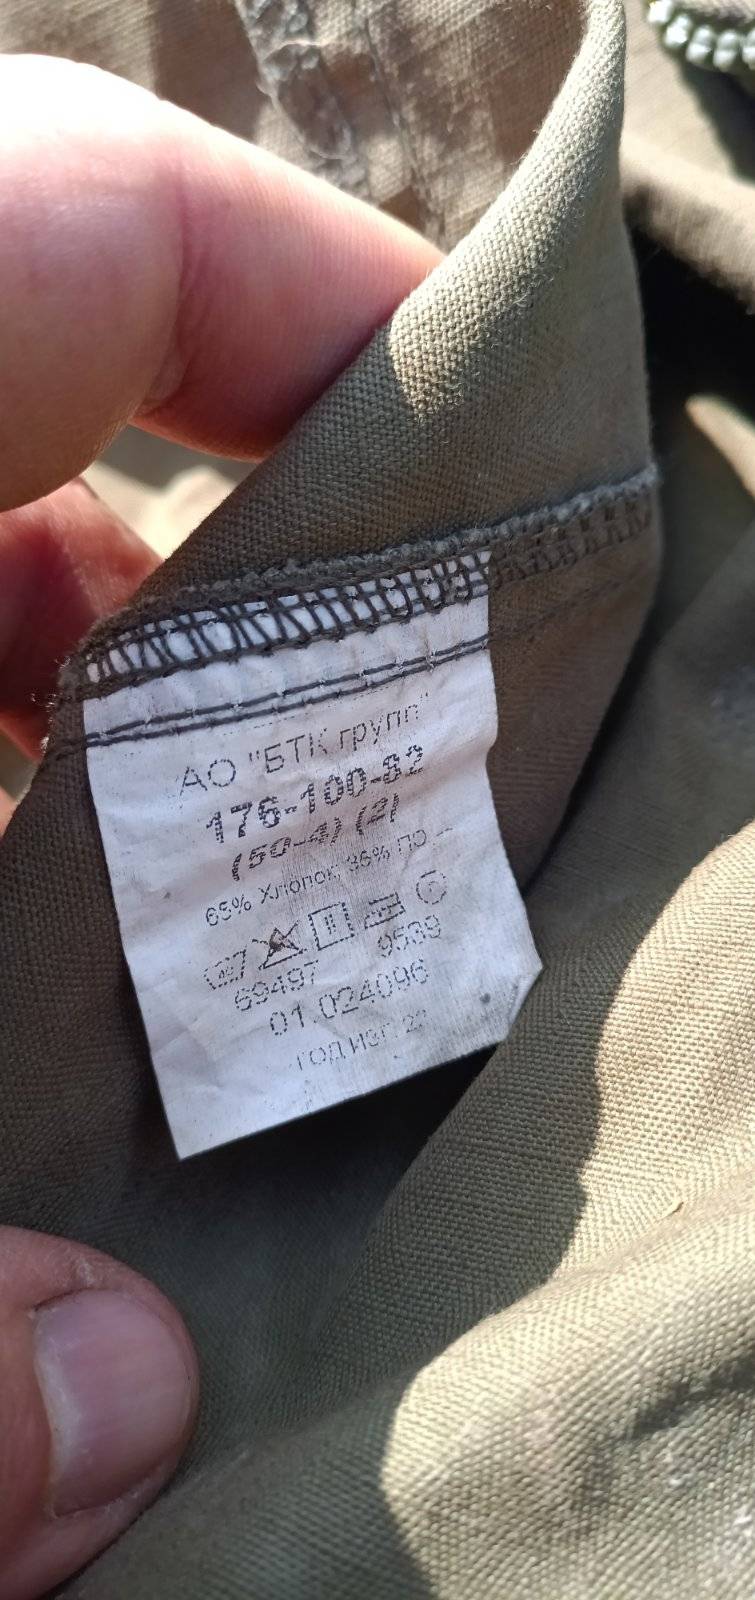 АО "БТК групп"
176-100-82
(50-4) (2)
65% Хлопок, 35% ПО
69497 9539
01.024096
ГОД ИЗГ. 22